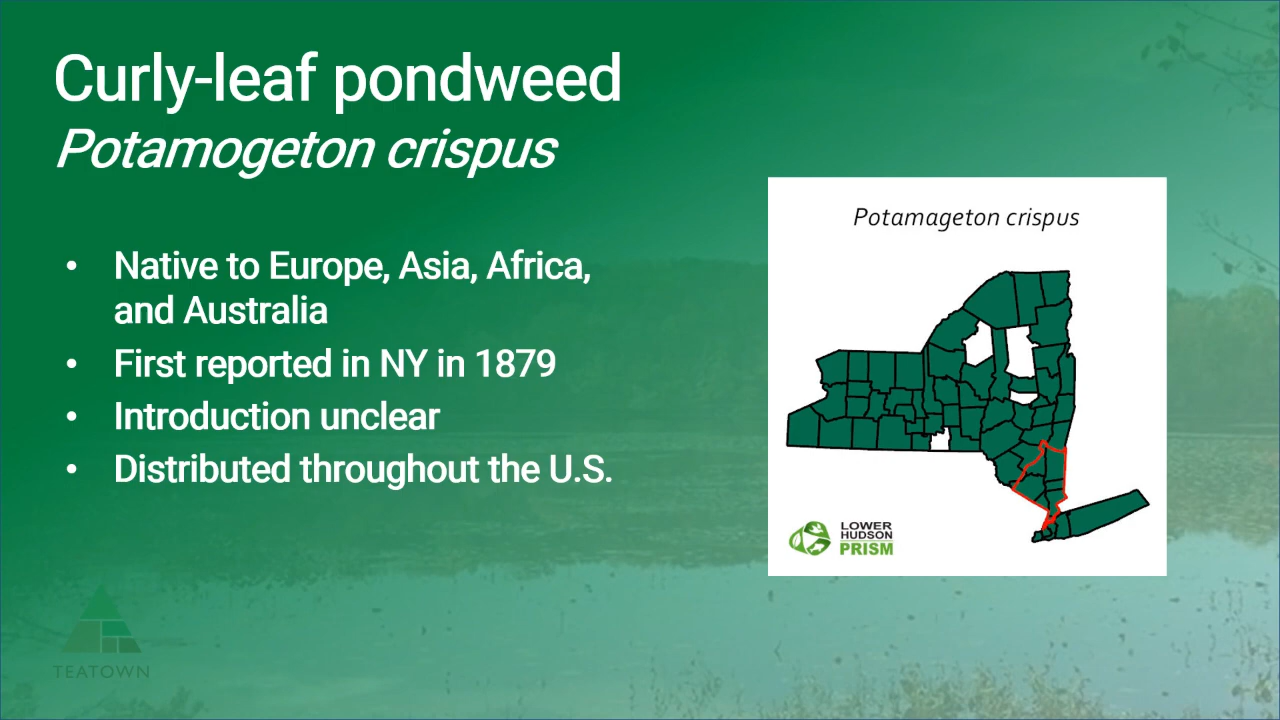 Curly-leaf pondweed
Potamogeton crispus
• Native to Europe, Asia, Africa,
and Australia
• First reported in NY in 1879
• Introduction unclear
• Distributed throughout the U.S.
Potamageton crispus
LOWER
HUDSON
PRISM
TEATOWN